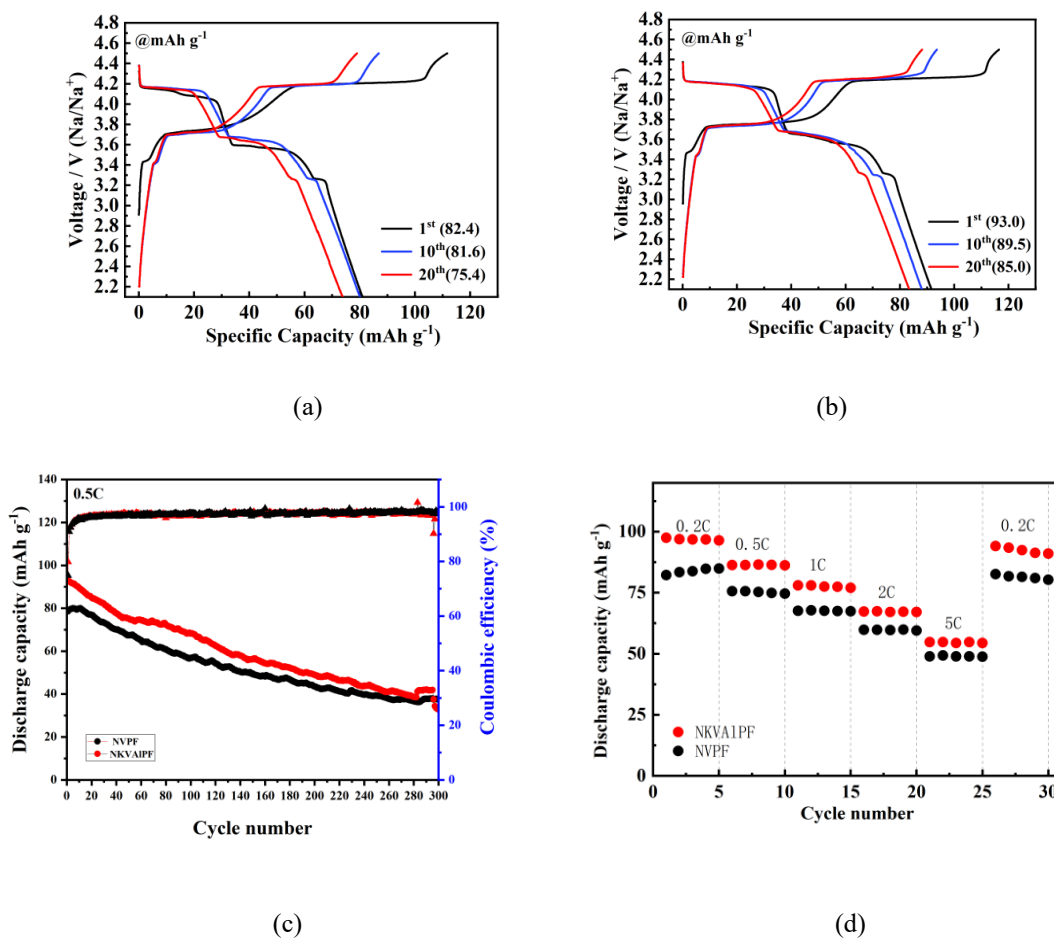 @mAh g⁻¹
Voltage / V (Na/Na⁺)
4.8
4.6
4.4
4.2
4.0
3.8
3.6
3.4
3.2
3.0
2.8
2.6
2.4
2.2
1ˢᵗ (82.4)
10ᵗʰ(81.6)
20ᵗʰ(75.4)
0 20 40 60 80 100 120
Specific Capacity (mAh g⁻¹)
(a)
@mAh g⁻¹
Voltage / V (Na/Na⁺)
4.8
4.6
4.4
4.2
4.0
3.8
3.6
3.4
3.2
3.0
2.8
2.6
2.4
2.2
1ˢᵗ (93.0)
10ᵗʰ(89.5)
20ᵗʰ(85.0)
0 20 40 60 80 100 120
Specific Capacity (mAh g⁻¹)
(b)
0.5C
Discharge capacity (mAh g⁻¹)
140
120
100
80
60
40
20
0
NVPF
NKVAlPF
Coulombic efficiency (%)
100
80
60
40
20
0
0 20 40 60 80 100 120 140 160 180 200 220 240 260 280 300
Cycle number
(c)
Discharge capacity (mAh g⁻¹)
100
75
50
25
0
0.2C
0.5C
1C
2C
5C
0.2C
NKVAlPF
NVPF
0 5 10 15 20 25 30
Cycle number
(d)